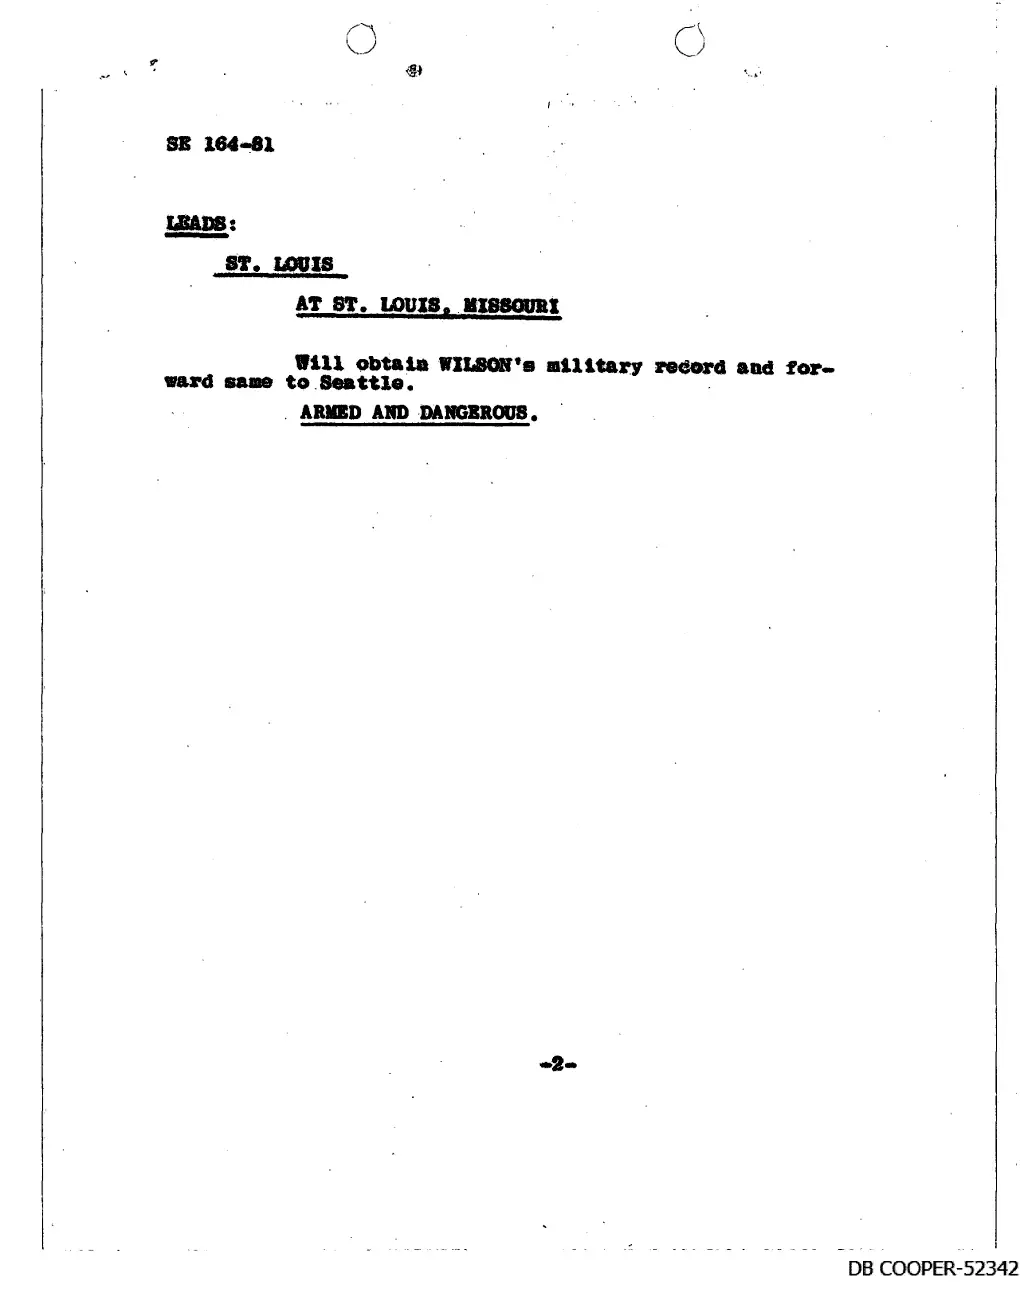 SE 164-81
LEADS:
ST. LOUIS
AT ST. LOUIS, MISSOURI
Will obtain WILSON's military record and for-
ward same to Seattle.
ARMED AND DANGEROUS.
-2-
DB COOPER-52342